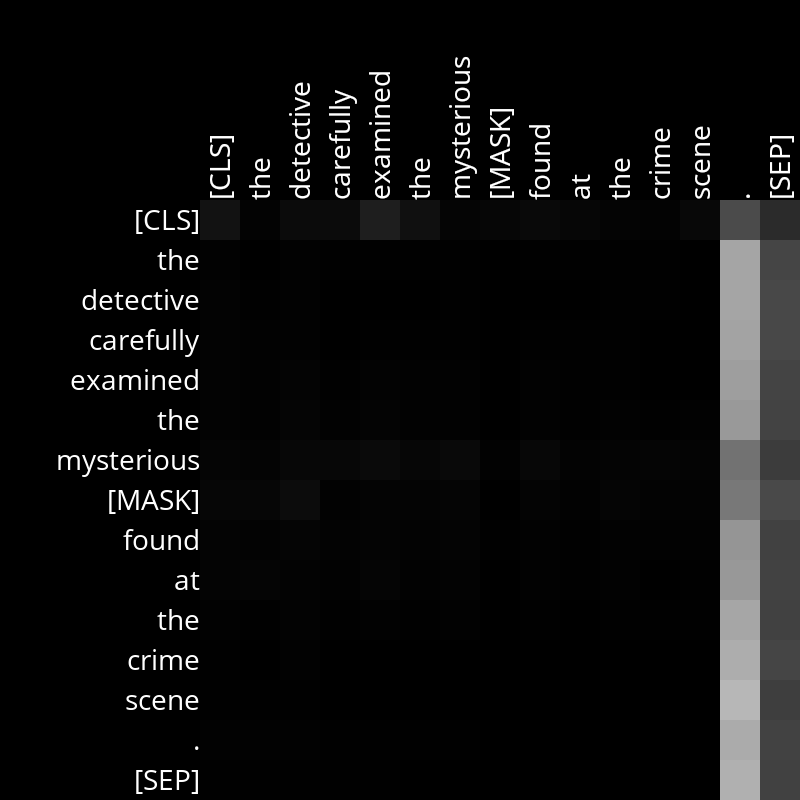 [CLS] the detective carefully examined the mysterious [MASK] found at the crime scene . [SEP]
[CLS]
the
detective
carefully
examined
the
mysterious
[MASK]
found
at
the
crime
scene
.
[SEP]